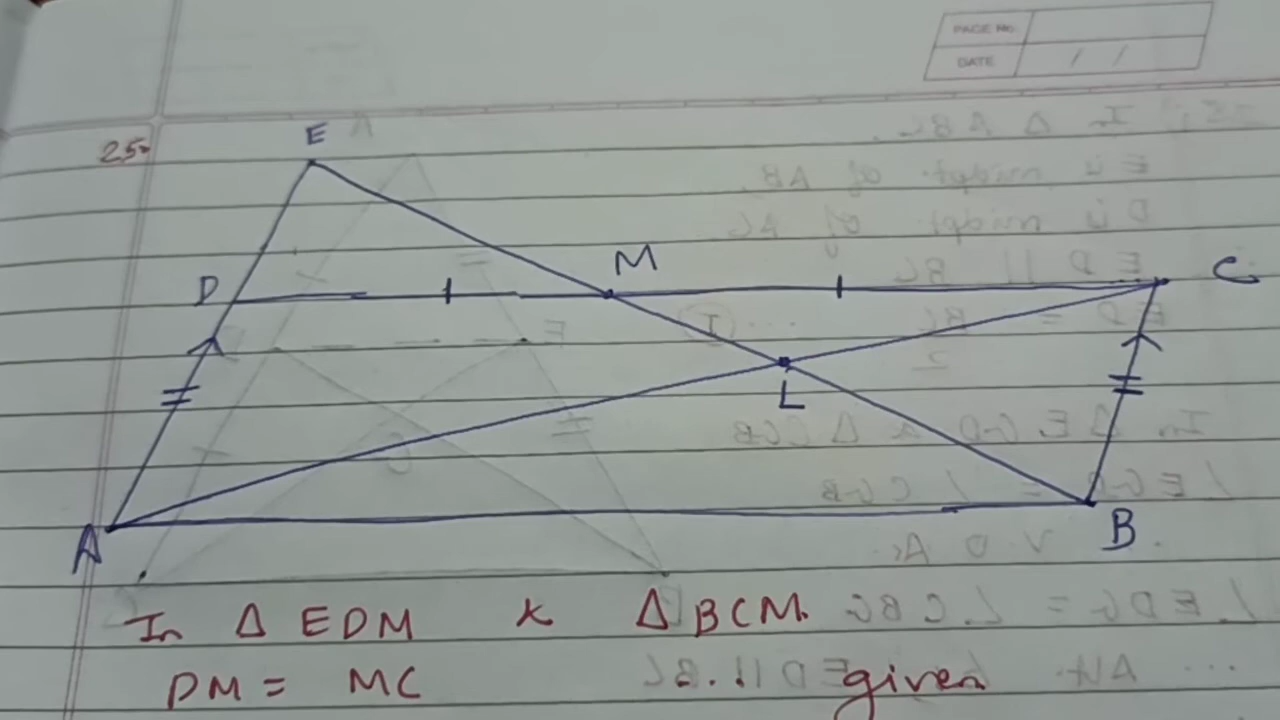 PAGE No.
DATE / /
25.
E
D
M
C
L
A
B
In Δ EDM & Δ BCM.
DM = MC given